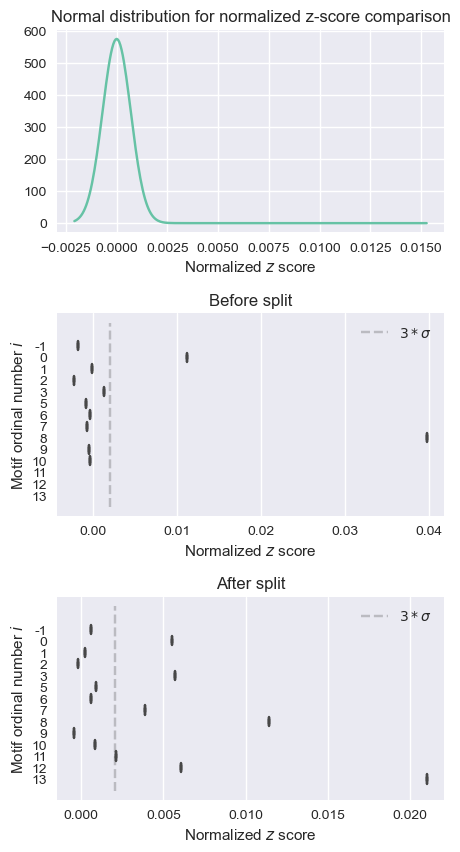 Normal distribution for normalized z-score comparison
600
500
400
300
200
100
0
−0.0025 0.0000 0.0025 0.0050 0.0075 0.0100 0.0125 0.0150
Normalized z score
Before split
3 * σ
Motif ordinal number i
-1
0
1
2
3
5
6
7
8
9
10
11
12
13
0.00 0.01 0.02 0.03 0.04
Normalized z score
After split
3 * σ
Motif ordinal number i
-1
0
1
2
3
5
6
7
8
9
10
11
12
13
0.000 0.005 0.010 0.015 0.020
Normalized z score